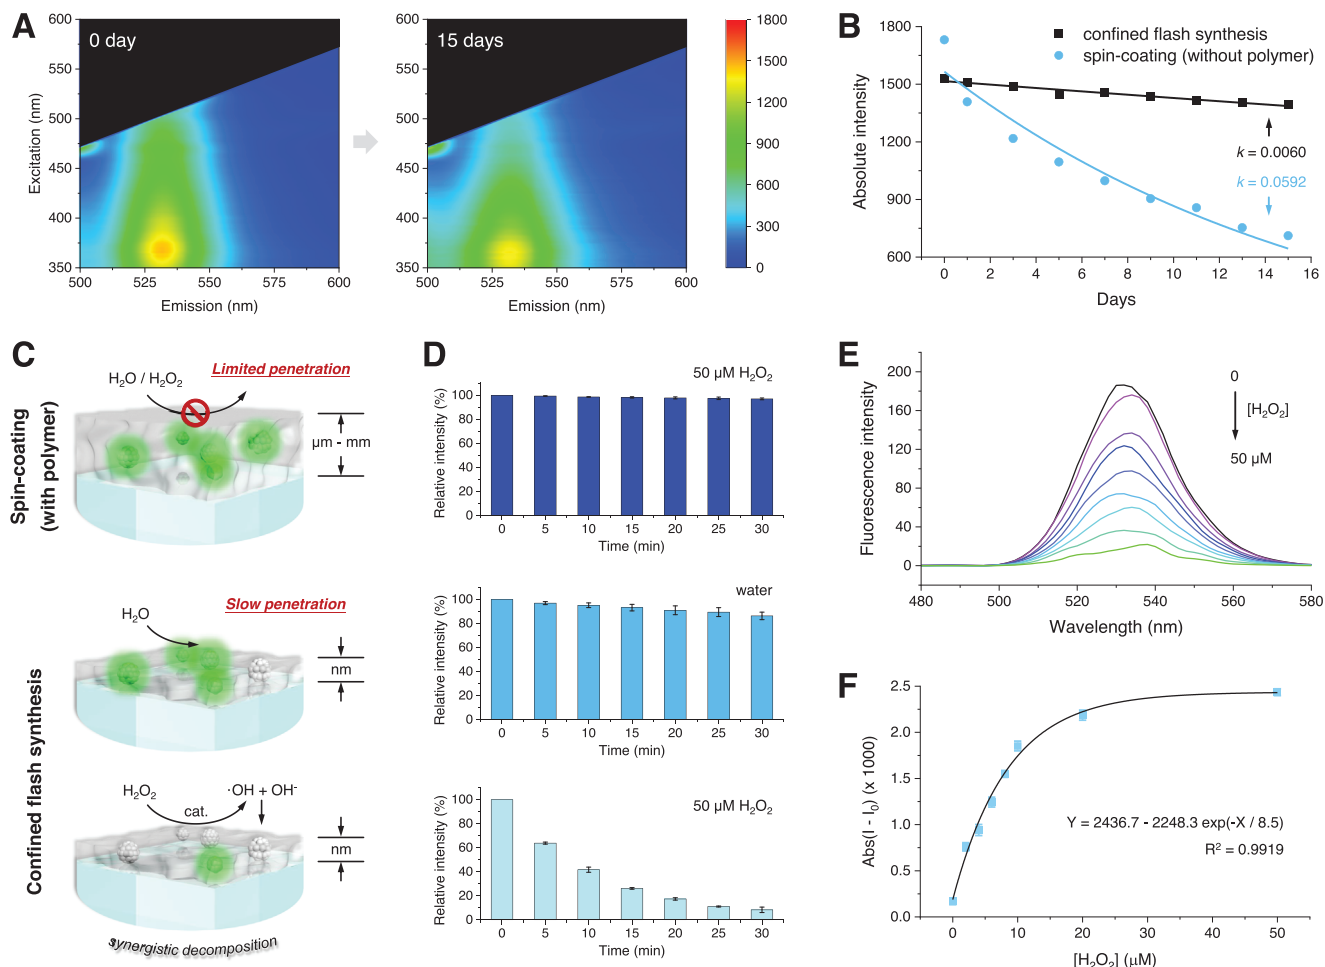 A
0 day
15 days
Excitation (nm)
600
550
500
450
400
350
500
525
550
575
600
Emission (nm)
600
550
500
450
400
350
500
525
550
575
600
Emission (nm)
1800
1500
1200
900
600
300
0
B
confined flash synthesis
spin-coating (without polymer)
Absolute intensity
1800
1500
1200
900
600
k = 0.0060
k = 0.0592
0 2 4 6 8 10 12 14 16
Days
C
Spin-coating
(with polymer)
H₂O / H₂O₂
Limited penetration
μm - mm
Confined flash synthesis
Slow penetration
H₂O
nm
H₂O₂
cat.
·OH + OH⁻
nm
synergistic decomposition
D
50 μM H₂O₂
Relative intensity (%)
100
80
60
40
20
0
0 5 10 15 20 25 30
Time (min)
water
Relative intensity (%)
100
80
60
40
20
0
0 5 10 15 20 25 30
Time (min)
50 μM H₂O₂
Relative intensity (%)
100
80
60
40
20
0
0 5 10 15 20 25 30
Time (min)
E
Fluorescence intensity
200
160
120
80
40
0
0
[H₂O₂]
50 μM
480 500 520 540 560 580
Wavelength (nm)
F
Abs(I - I₀) (x 1000)
2.5
2.0
1.5
1.0
0.5
0.0
Y = 2436.7 - 2248.3 exp(-X / 8.5)
R² = 0.9919
0 10 20 30 40 50
[H₂O₂] (μM)